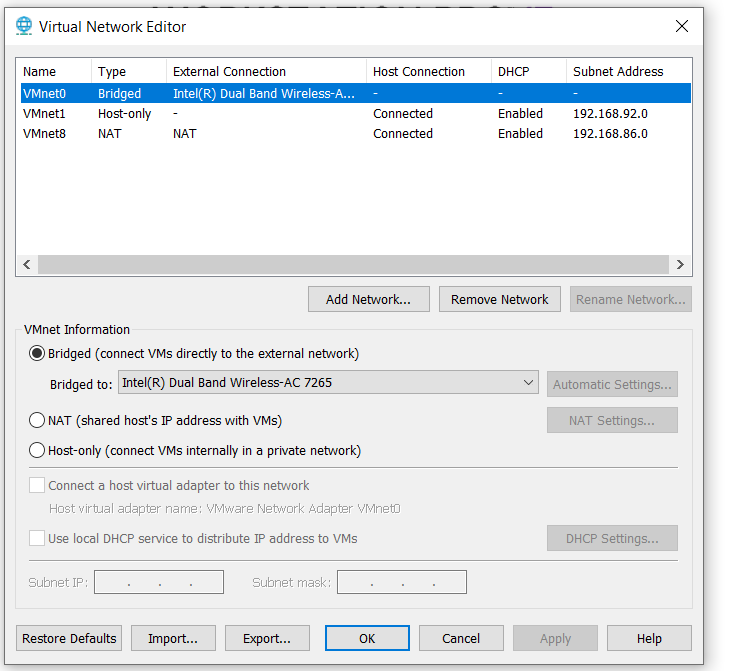 Virtual Network Editor
Name Type External Connection Host Connection DHCP Subnet Address
VMnet0 Bridged Intel(R) Dual Band Wireless-A... - - -
VMnet1 Host-only - Connected Enabled 192.168.92.0
VMnet8 NAT NAT Connected Enabled 192.168.86.0
Add Network... Remove Network Rename Network...
VMnet Information
Bridged (connect VMs directly to the external network)
Bridged to: Intel(R) Dual Band Wireless-AC 7265 Automatic Settings...
NAT (shared host's IP address with VMs) NAT Settings...
Host-only (connect VMs internally in a private network)
Connect a host virtual adapter to this network
Host virtual adapter name: VMware Network Adapter VMnet0
Use local DHCP service to distribute IP address to VMs DHCP Settings...
Subnet IP: . . . Subnet mask: . . .
Restore Defaults Import... Export... OK Cancel Apply Help